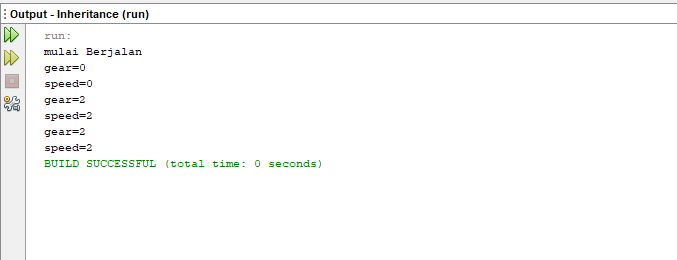 Output - Inheritance (run)
run:
mulai Berjalan
gear=0
speed=0
gear=2
speed=2
gear=2
speed=2
BUILD SUCCESSFUL (total time: 0 seconds)